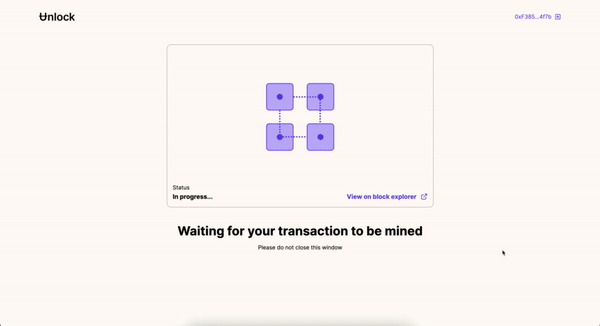 Unlock
0xF385...4f7b
Status
In progress...
View on block explorer
Waiting for your transaction to be mined
Please do not close this window